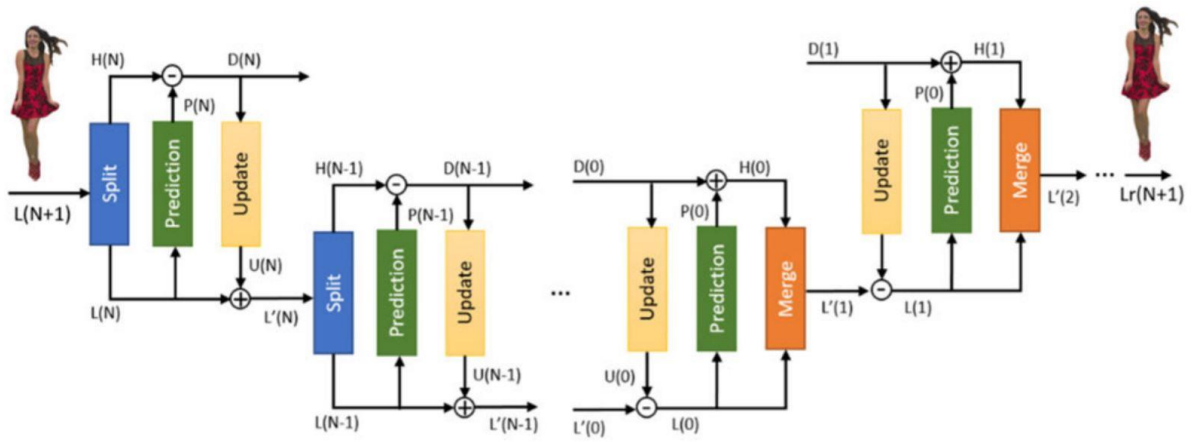 H(N)
D(N)
P(N)
Split
Prediction
Update
L(N+1)
U(N)
L(N)
L'(N)
H(N-1)
D(N-1)
P(N-1)
Split
Prediction
Update
U(N-1)
L(N-1)
L'(N-1)
...
D(0)
H(0)
P(0)
Update
Prediction
Merge
U(0)
L'(0)
L(0)
L'(1)
D(1)
H(1)
P(0)
Update
Prediction
Merge
L(1)
L'(2)
...
Lr(N+1)